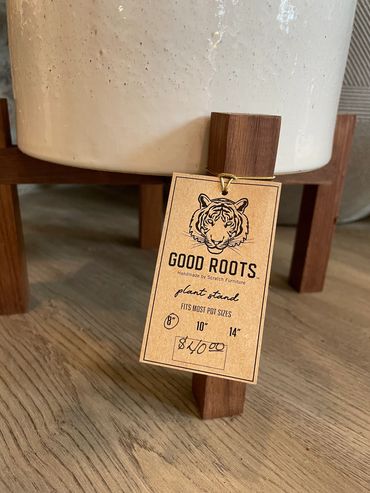 GOOD ROOTS
Handmade by Stretch Furniture
plant stand
FITS MOST POT SIZES
8" 10" 14"
$40.00